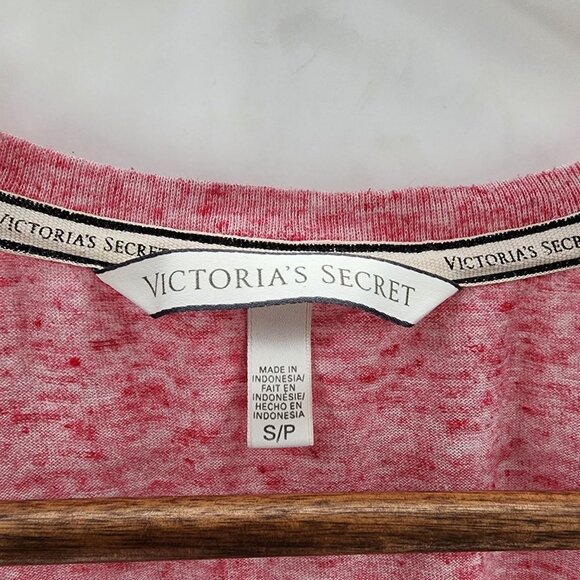 VICTORIA'S SECRET
VICTORIA'S SECRET
VICTORIA'S SECRET
MADE IN
INDONESIA/
FAIT EN
INDONÉSIE/
HECHO EN
INDONESIA
S/P